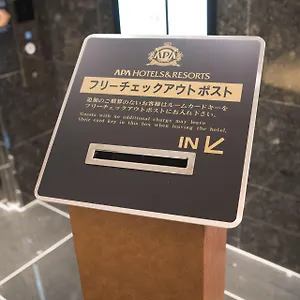 APA
APA HOTELS&RESORTS
フリーチェックアウトポスト
追加のご精算のないお客様はルームカードキーを
フリーチェックアウトポストにお入れ下さい。
Guests with no additional charge may leave
their card key in this box when leaving the hotel.
IN